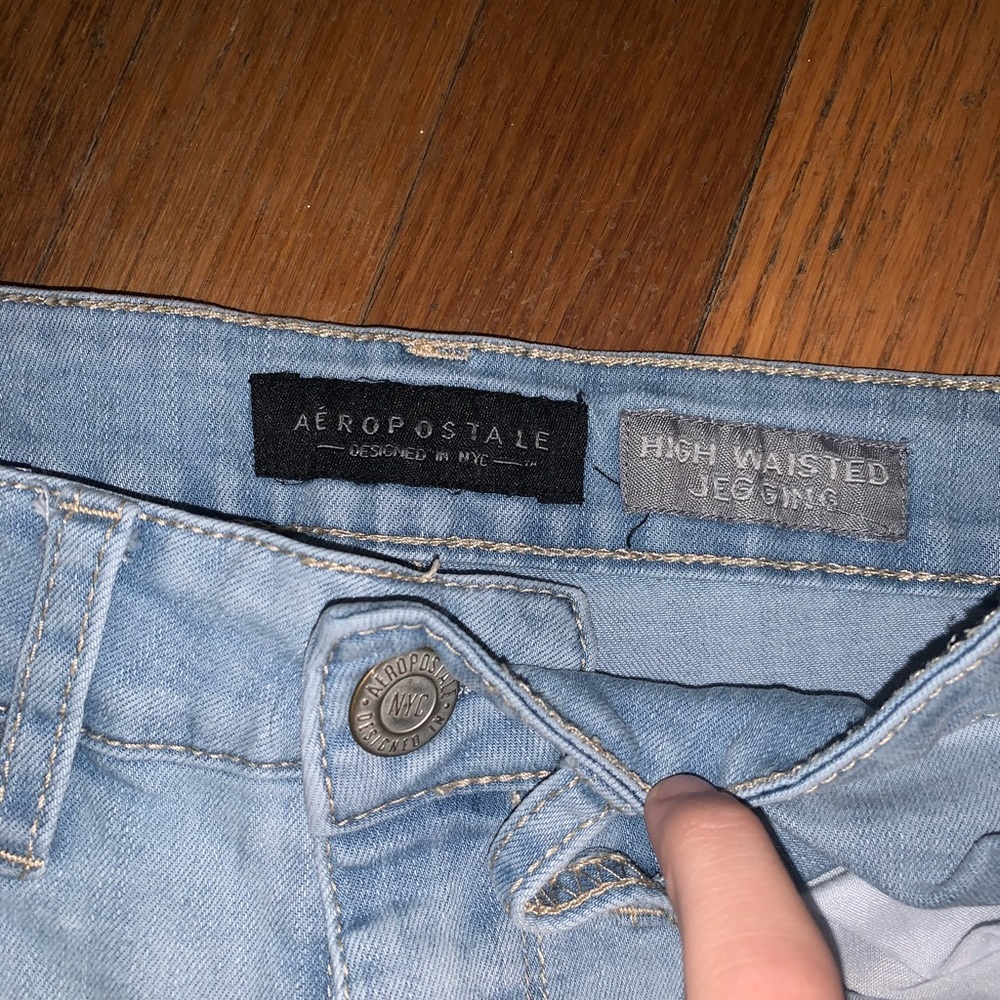 AÉROPOSTALE
DESIGNED IN NYC
HIGH WAISTED
JEGGING
AÉROPOSTALE
NYC
DESIGNED IN